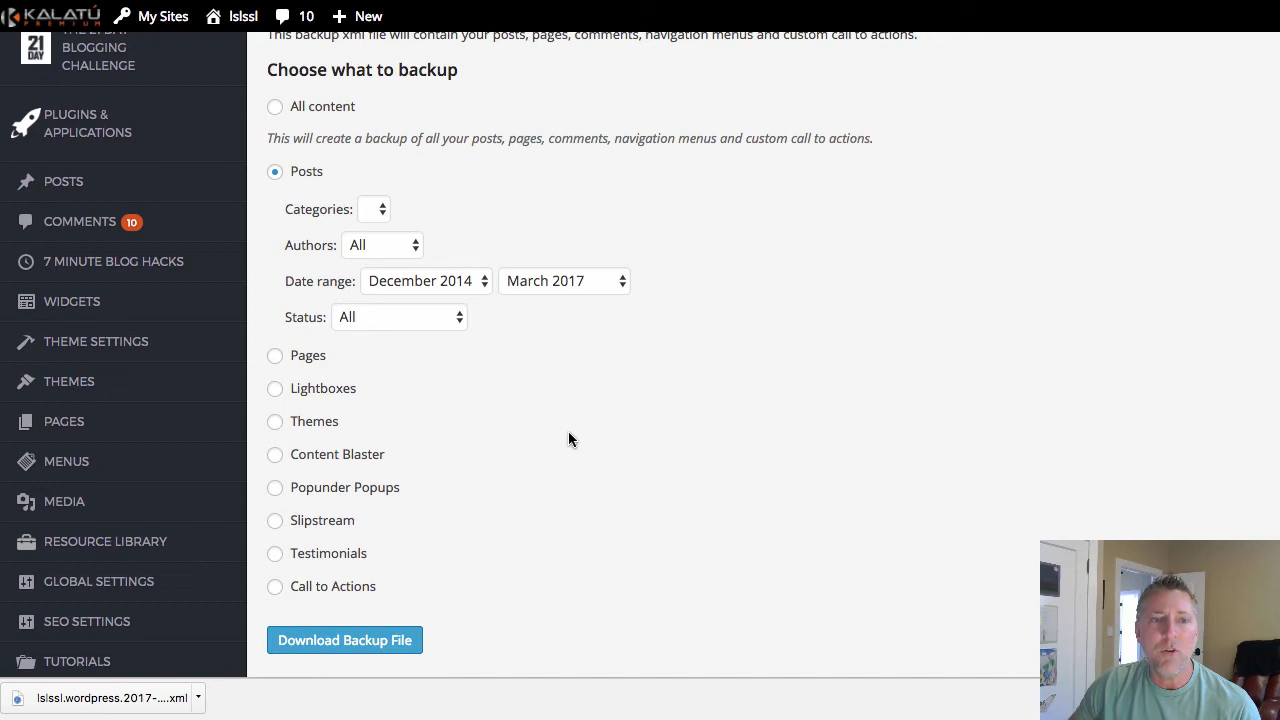 KALATÚ
PREMIUM
My Sites
lslssl
10
New
THE 21 DAY
BLOGGING
CHALLENGE
21
DAY
PLUGINS &
APPLICATIONS
POSTS
COMMENTS 10
7 MINUTE BLOG HACKS
WIDGETS
THEME SETTINGS
THEMES
PAGES
MENUS
MEDIA
RESOURCE LIBRARY
GLOBAL SETTINGS
SEO SETTINGS
TUTORIALS
This backup xml file will contain your posts, pages, comments, navigation menus and custom call to actions.
Choose what to backup
All content
This will create a backup of all your posts, pages, comments, navigation menus and custom call to actions.
Posts
Categories:
Authors: All
Date range: December 2014 March 2017
Status: All
Pages
Lightboxes
Themes
Content Blaster
Popunder Popups
Slipstream
Testimonials
Call to Actions
Download Backup File
lslssl.wordpress.2017-....xml